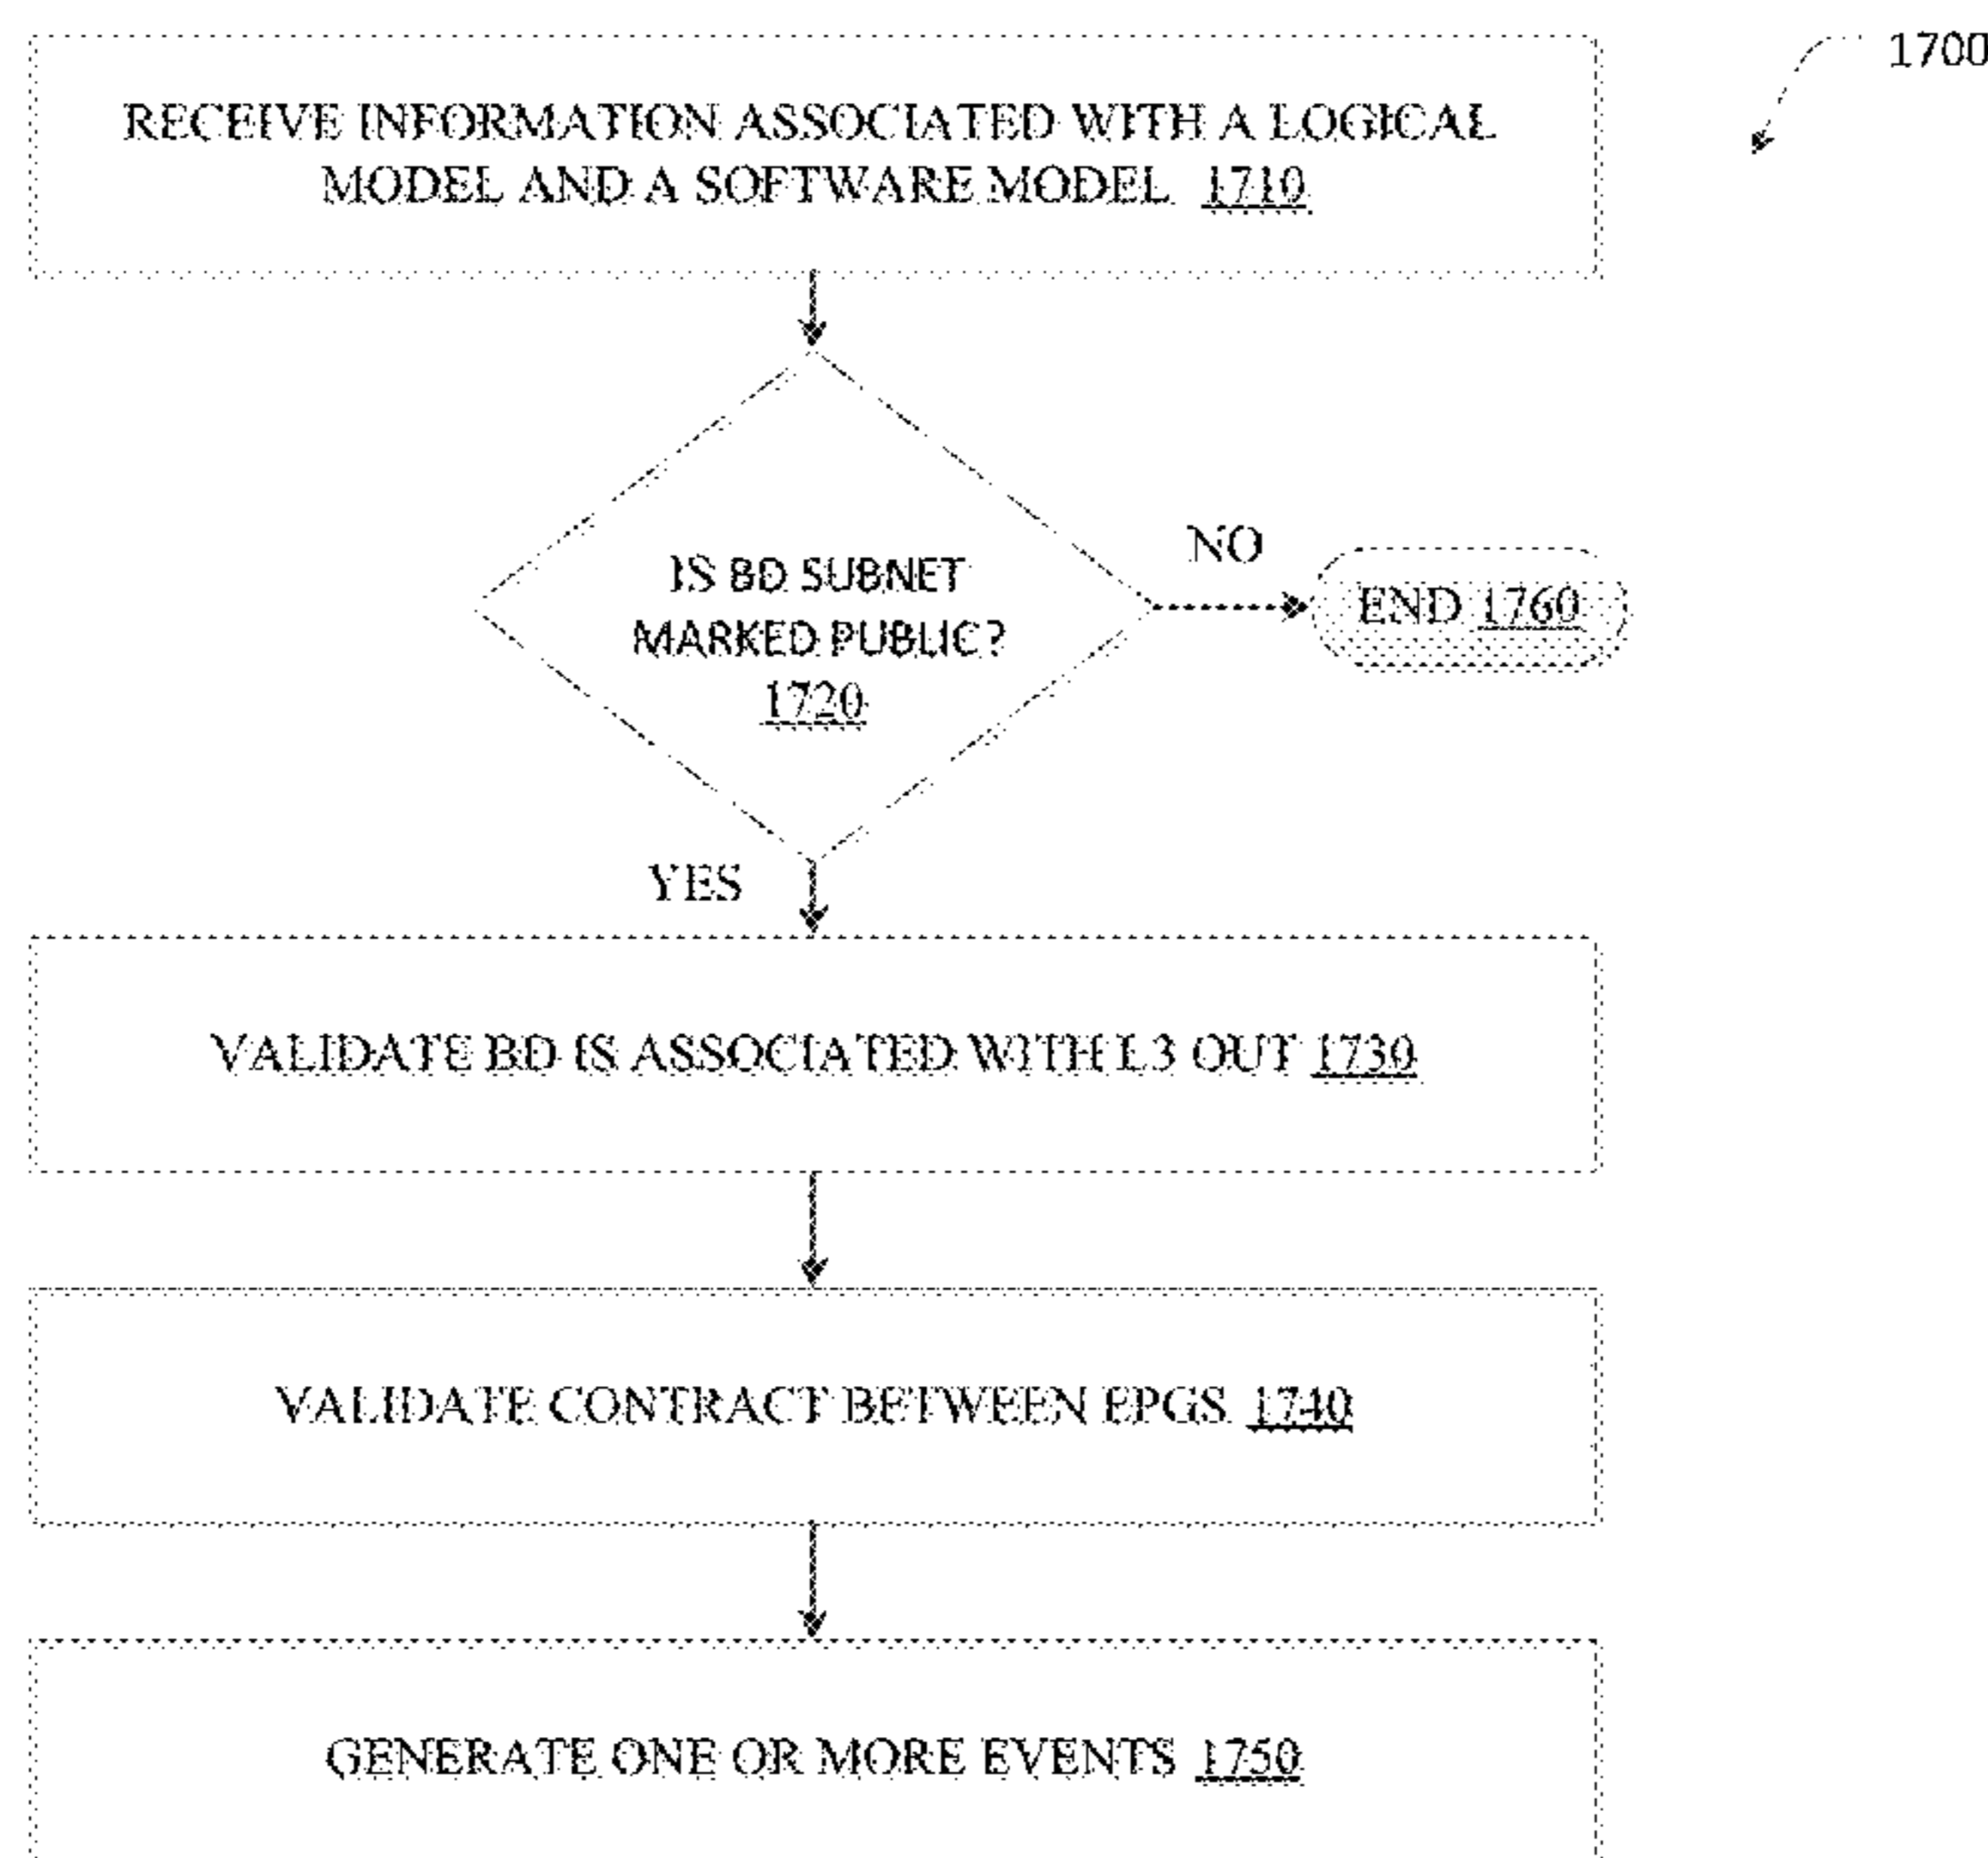 1700
RECEIVE INFORMATION ASSOCIATED WITH A LOGICAL
MODEL AND A SOFTWARE MODEL 1710
IS BD SUBNET
MARKED PUBLIC?
1720
NO
END 1760
YES
VALIDATE BD IS ASSOCIATED WITH L3 OUT 1730
VALIDATE CONTRACT BETWEEN EPGS 1740
GENERATE ONE OR MORE EVENTS 1750